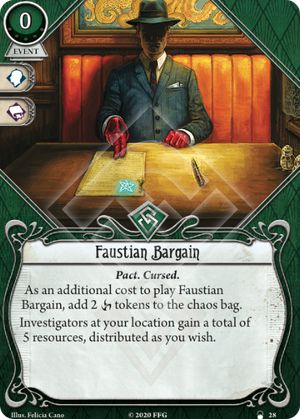 0
EVENT
Faustian Bargain
Pact. Cursed.
As an additional cost to play Faustian
Bargain, add 2 tokens to the chaos bag.
Investigators at your location gain a total of
5 resources, distributed as you wish.
Illus. Felicia Cano
© 2020 FFG
28